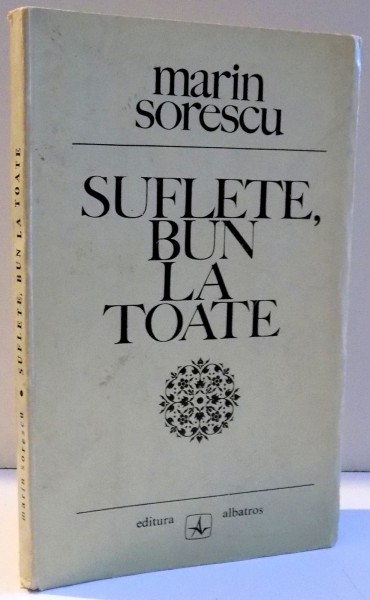 marin
sorescu
SUFLETE,
BUN
LA
TOATE
editura albatros
marin sorescu • SUFLETE, BUN LA TOATE